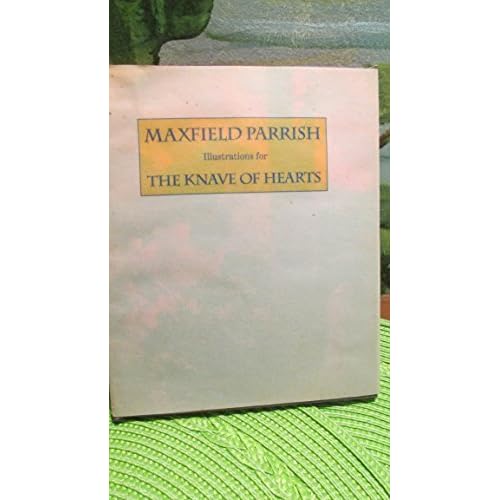 MAXFIELD PARRISH
Illustrations for
THE KNAVE OF HEARTS